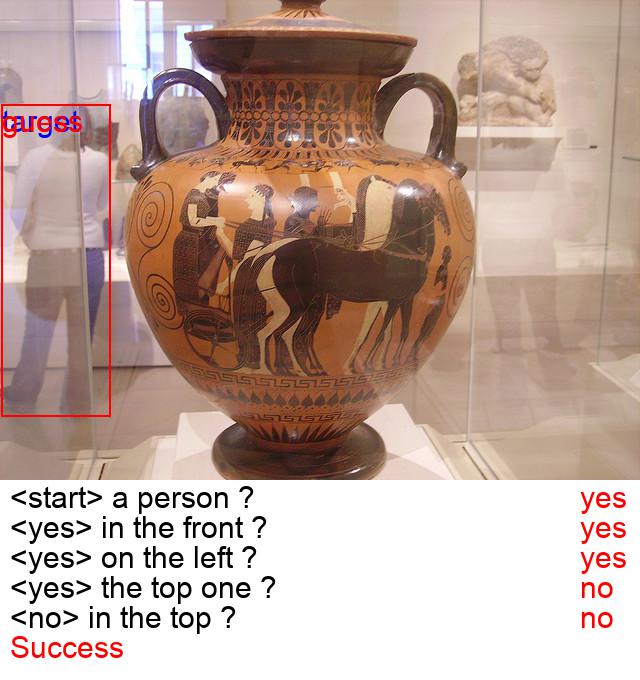 target
guess
<start> a person ? yes
<yes> in the front ? yes
<yes> on the left ? yes
<yes> the top one ? no
<no> in the top ? no
Success